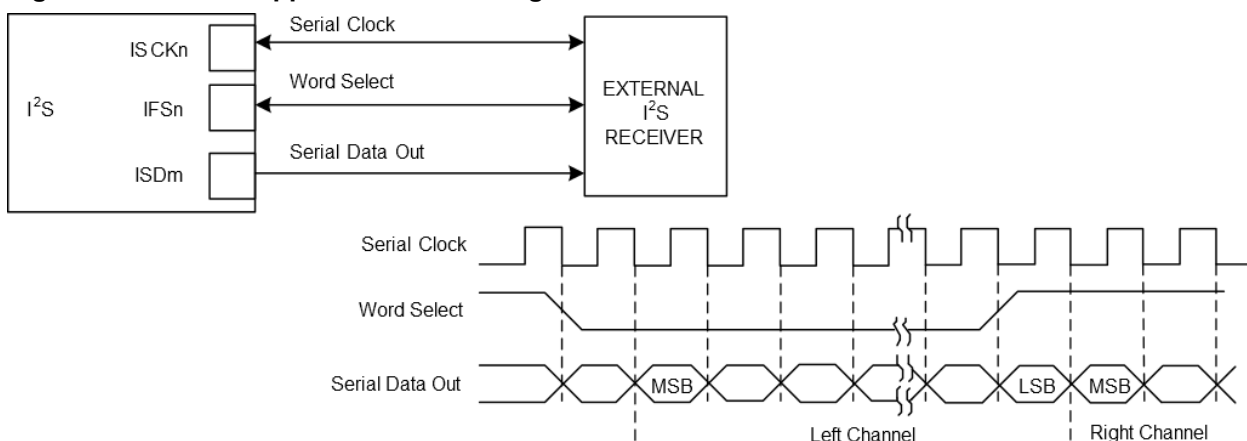 Serial Clock
ISCKn
Word Select
I²S
IFSn
EXTERNAL
I²S
RECEIVER
Serial Data Out
ISDm
Serial Clock
Word Select
Serial Data Out
MSB
LSB
MSB
Left Channel
Right Channel